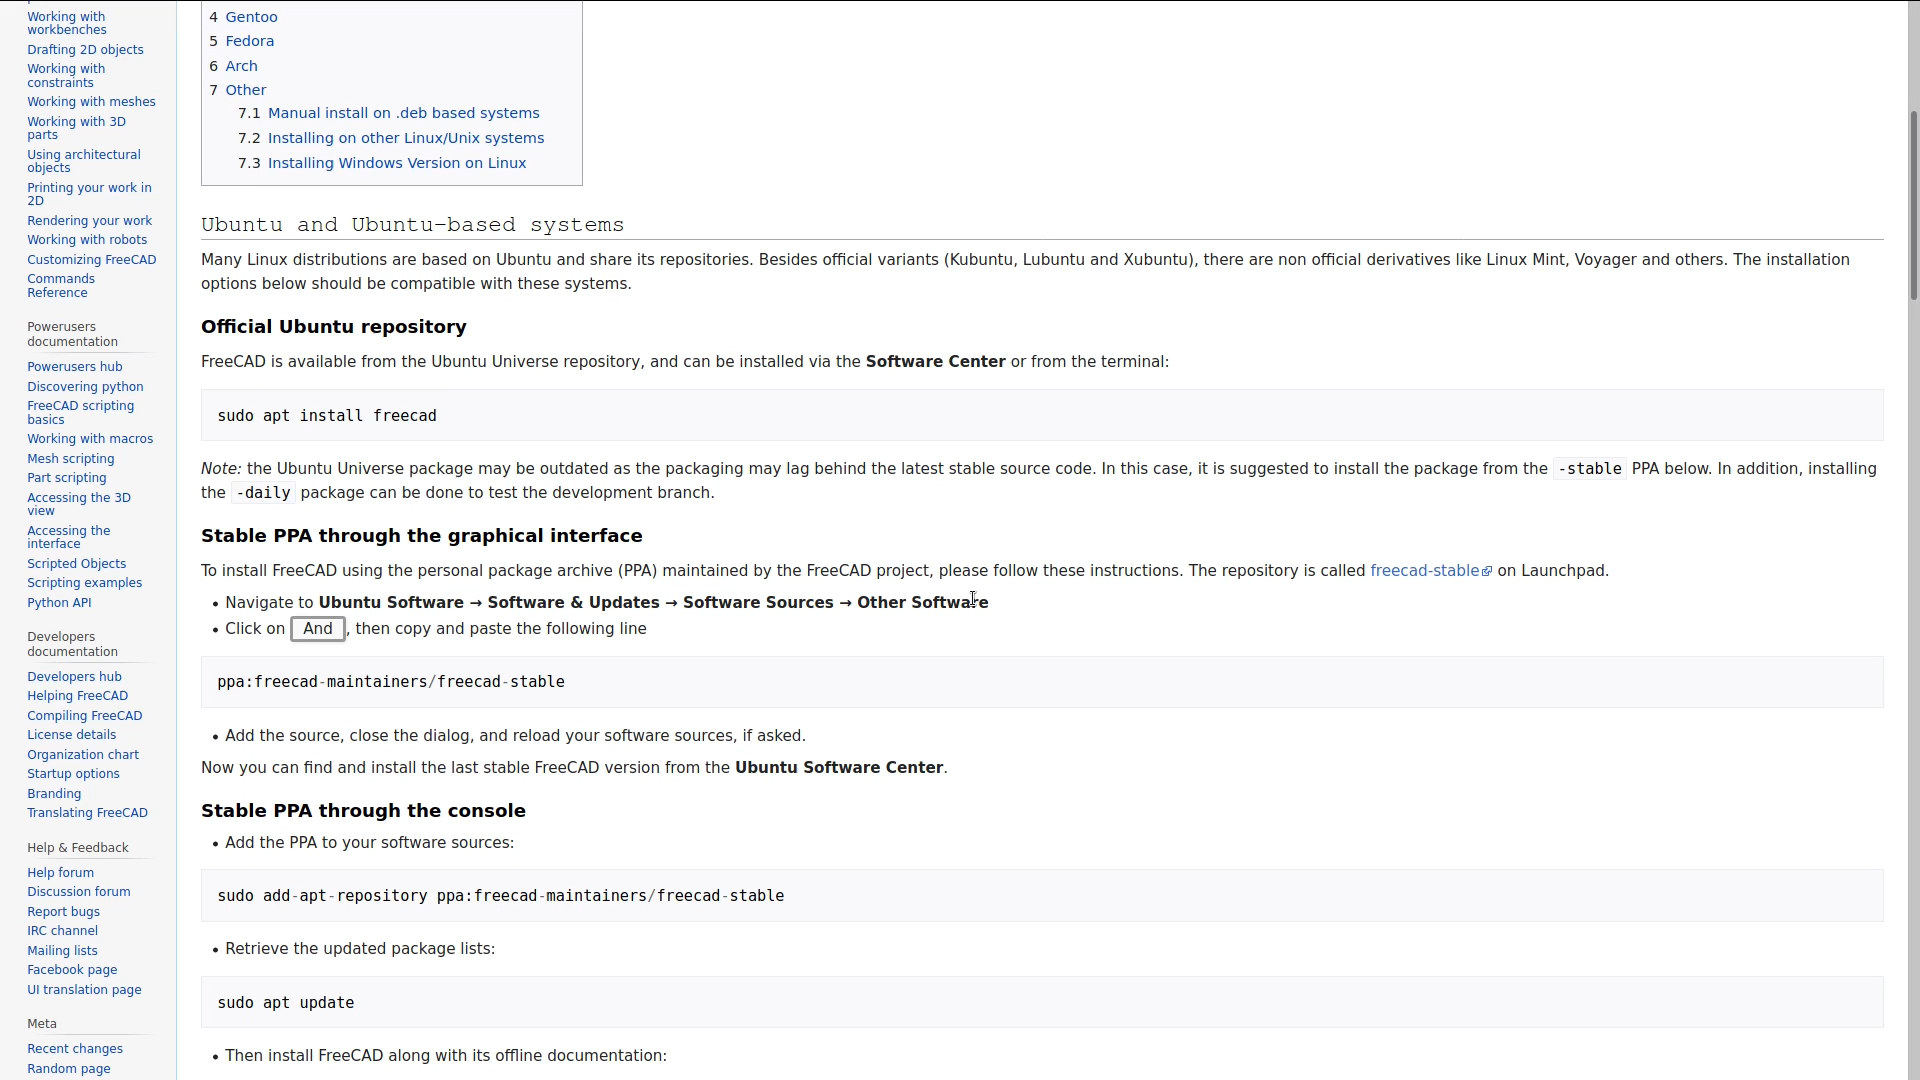 Working with
workbenches
Drafting 2D objects
Working with
constraints
Working with meshes
Working with 3D
parts
Using architectural
objects
Printing your work in
2D
Rendering your work
Working with robots
Customizing FreeCAD
Commands
Reference
Powerusers
documentation
Powerusers hub
Discovering python
FreeCAD scripting
basics
Working with macros
Mesh scripting
Part scripting
Accessing the 3D
view
Accessing the
interface
Scripted Objects
Scripting examples
Python API
Developers
documentation
Developers hub
Helping FreeCAD
Compiling FreeCAD
License details
Organization chart
Startup options
Branding
Translating FreeCAD
Help & Feedback
Help forum
Discussion forum
Report bugs
IRC channel
Mailing lists
Facebook page
UI translation page
Meta
Recent changes
Random page
4 Gentoo
5 Fedora
6 Arch
7 Other
7.1 Manual install on .deb based systems
7.2 Installing on other Linux/Unix systems
7.3 Installing Windows Version on Linux
Ubuntu and Ubuntu-based systems
Many Linux distributions are based on Ubuntu and share its repositories. Besides official variants (Kubuntu, Lubuntu and Xubuntu), there are non official derivatives like Linux Mint, Voyager and others. The installation
options below should be compatible with these systems.
Official Ubuntu repository
FreeCAD is available from the Ubuntu Universe repository, and can be installed via the Software Center or from the terminal:
sudo apt install freecad
Note: the Ubuntu Universe package may be outdated as the packaging may lag behind the latest stable source code. In this case, it is suggested to install the package from the -stable PPA below. In addition, installing
the -daily package can be done to test the development branch.
Stable PPA through the graphical interface
To install FreeCAD using the personal package archive (PPA) maintained by the FreeCAD project, please follow these instructions. The repository is called freecad-stable on Launchpad.
• Navigate to Ubuntu Software → Software & Updates → Software Sources → Other Software
• Click on And , then copy and paste the following line
ppa:freecad-maintainers/freecad-stable
• Add the source, close the dialog, and reload your software sources, if asked.
Now you can find and install the last stable FreeCAD version from the Ubuntu Software Center.
Stable PPA through the console
• Add the PPA to your software sources:
sudo add-apt-repository ppa:freecad-maintainers/freecad-stable
• Retrieve the updated package lists:
sudo apt update
• Then install FreeCAD along with its offline documentation: